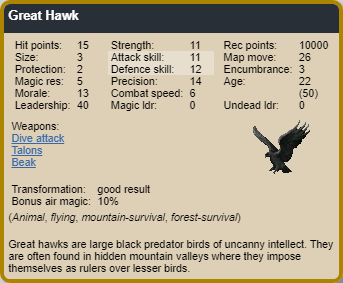 Great Hawk
Hit points: 15 Strength: 11 Rec points: 10000
Size: 3 Attack skill: 11 Map move: 26
Protection: 2 Defence skill: 12 Encumbrance: 3
Magic res: 5 Precision: 14 Age: 22
Morale: 13 Combat speed: 6 (50)
Leadership: 40 Magic ldr: 0 Undead ldr: 0
Weapons:
Dive attack
Talons
Beak
Transformation: good result
Bonus air magic: 10%
(Animal, flying, mountain-survival, forest-survival)
Great hawks are large black predator birds of uncanny intellect. They
are often found in hidden mountain valleys where they impose
themselves as rulers over lesser birds.